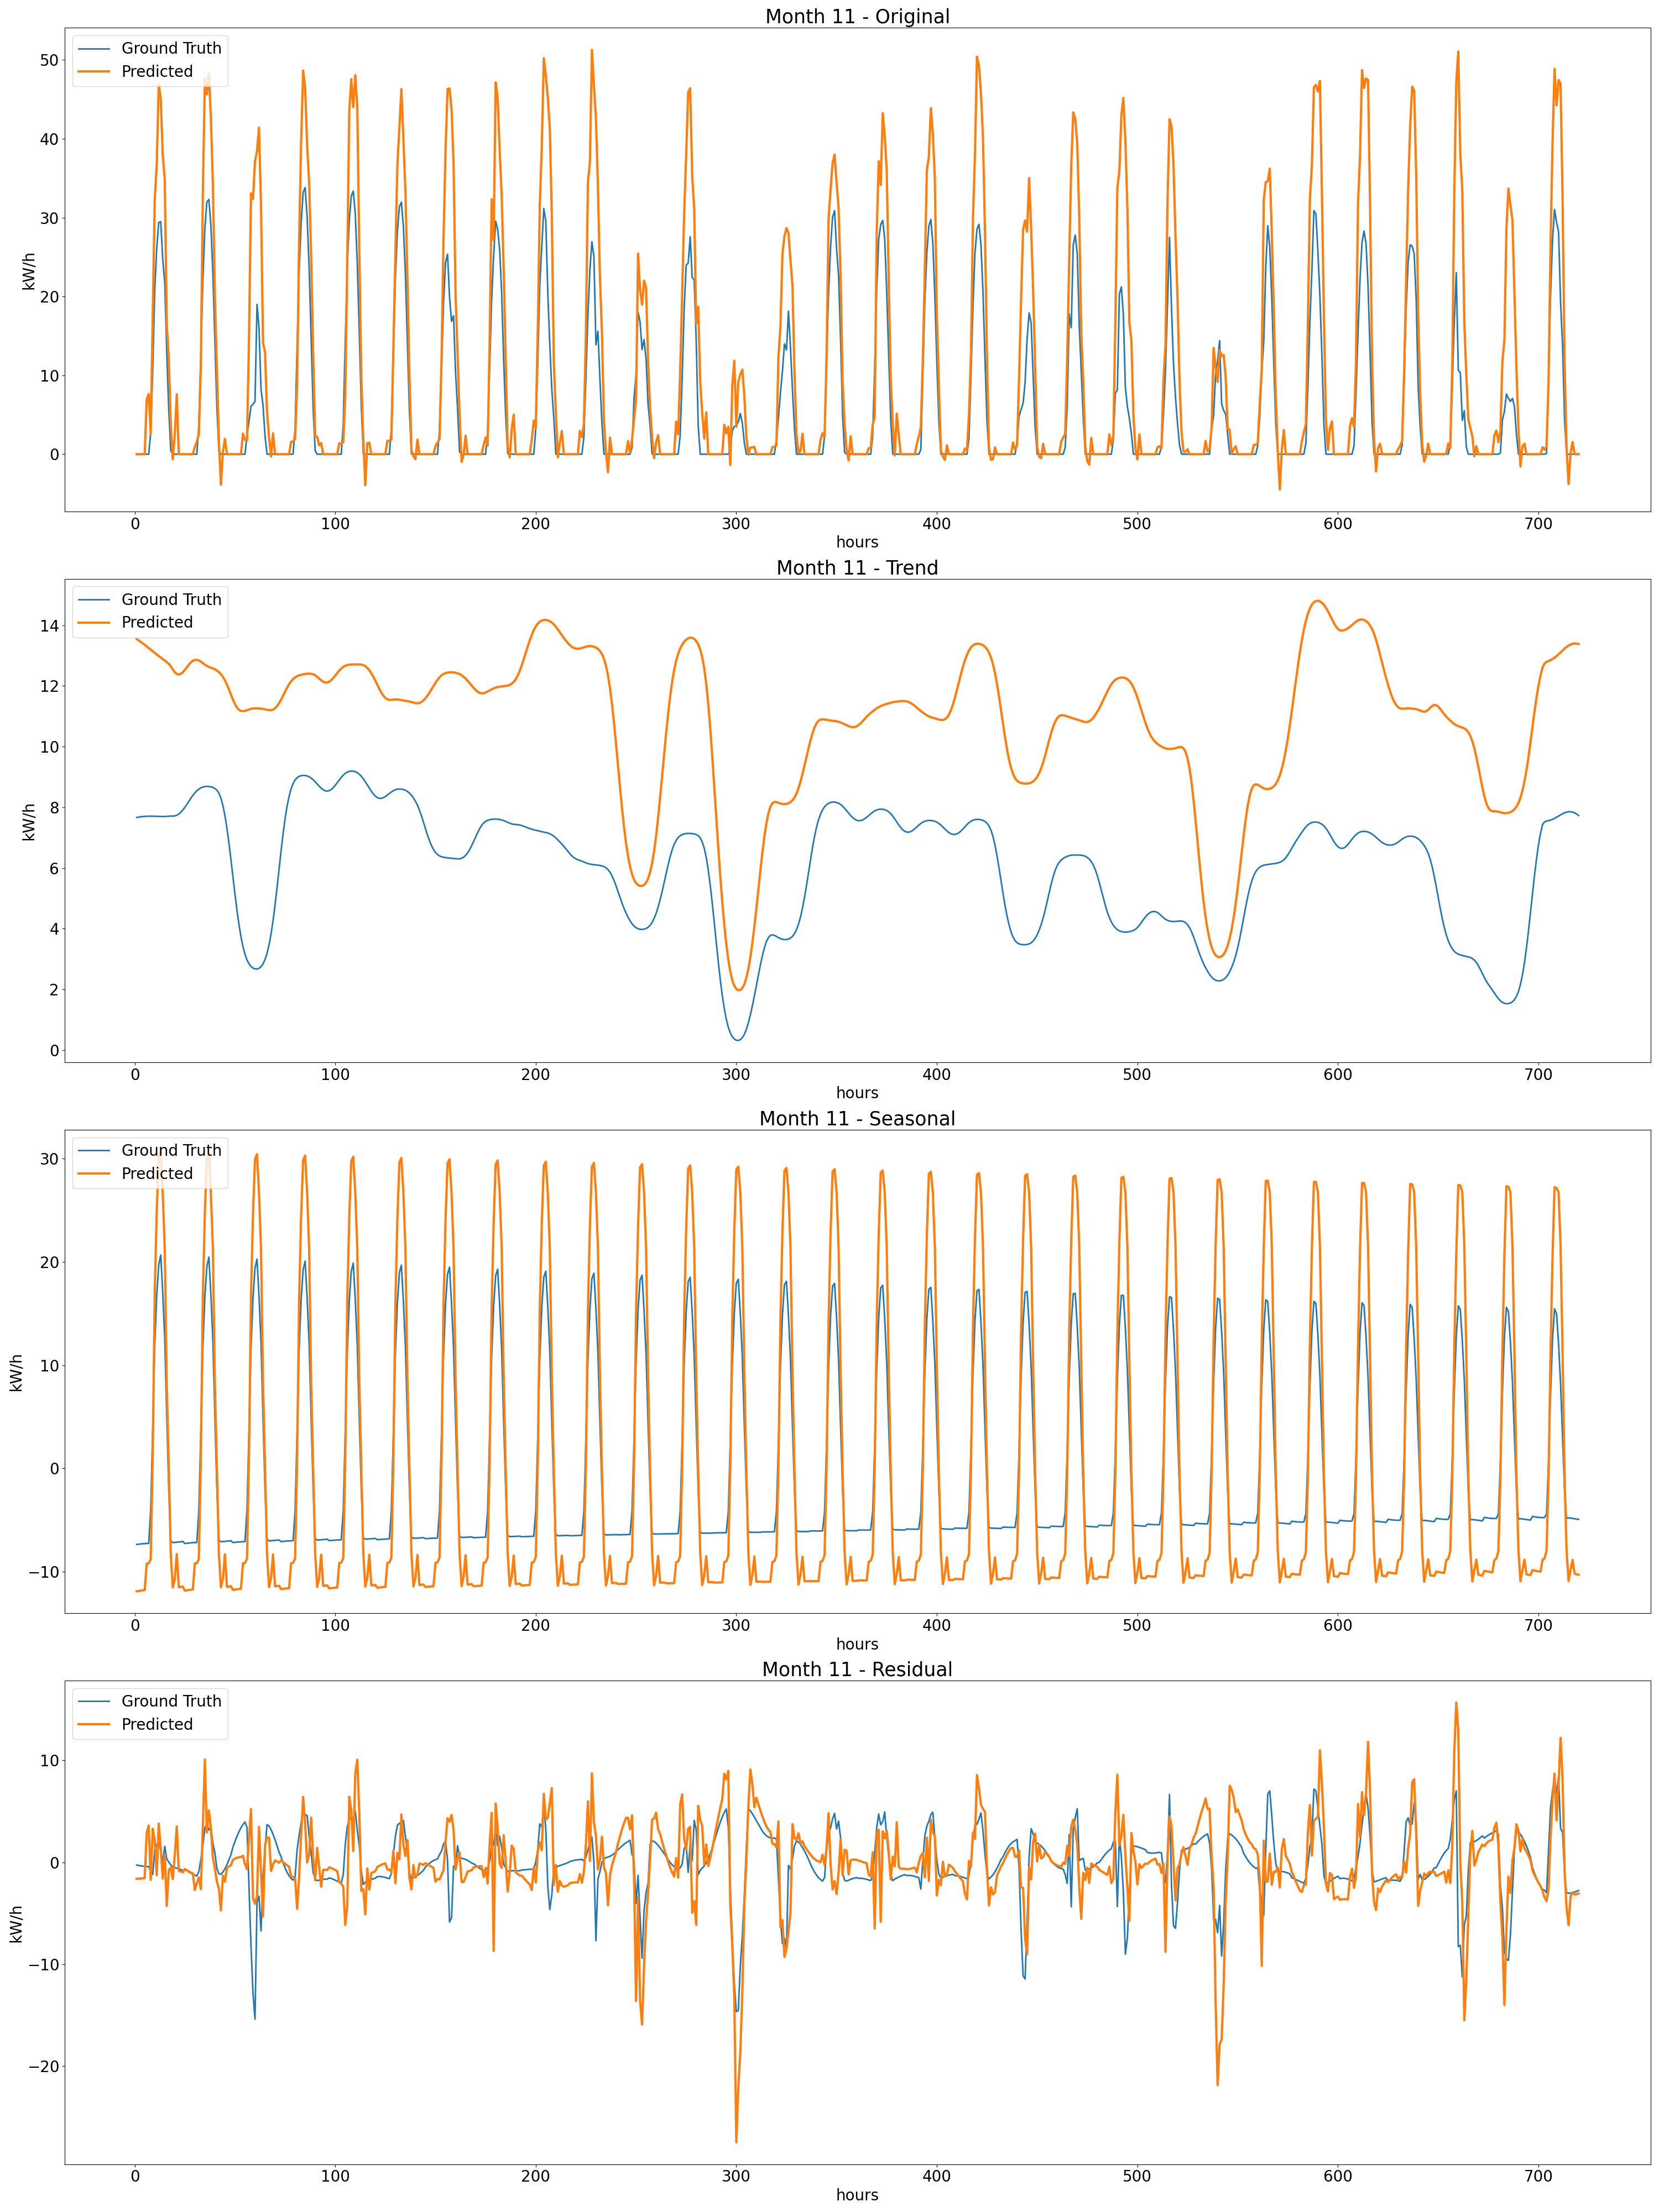 Month 11 - Original
Ground Truth
Predicted
kW/h
50
40
30
20
10
0
0 100 200 300 400 500 600 700
hours
Month 11 - Trend
Ground Truth
Predicted
kW/h
14
12
10
8
6
4
2
0
0 100 200 300 400 500 600 700
hours
Month 11 - Seasonal
Ground Truth
Predicted
kW/h
30
20
10
0
−10
0 100 200 300 400 500 600 700
hours
Month 11 - Residual
Ground Truth
Predicted
kW/h
10
0
−10
−20
0 100 200 300 400 500 600 700
hours